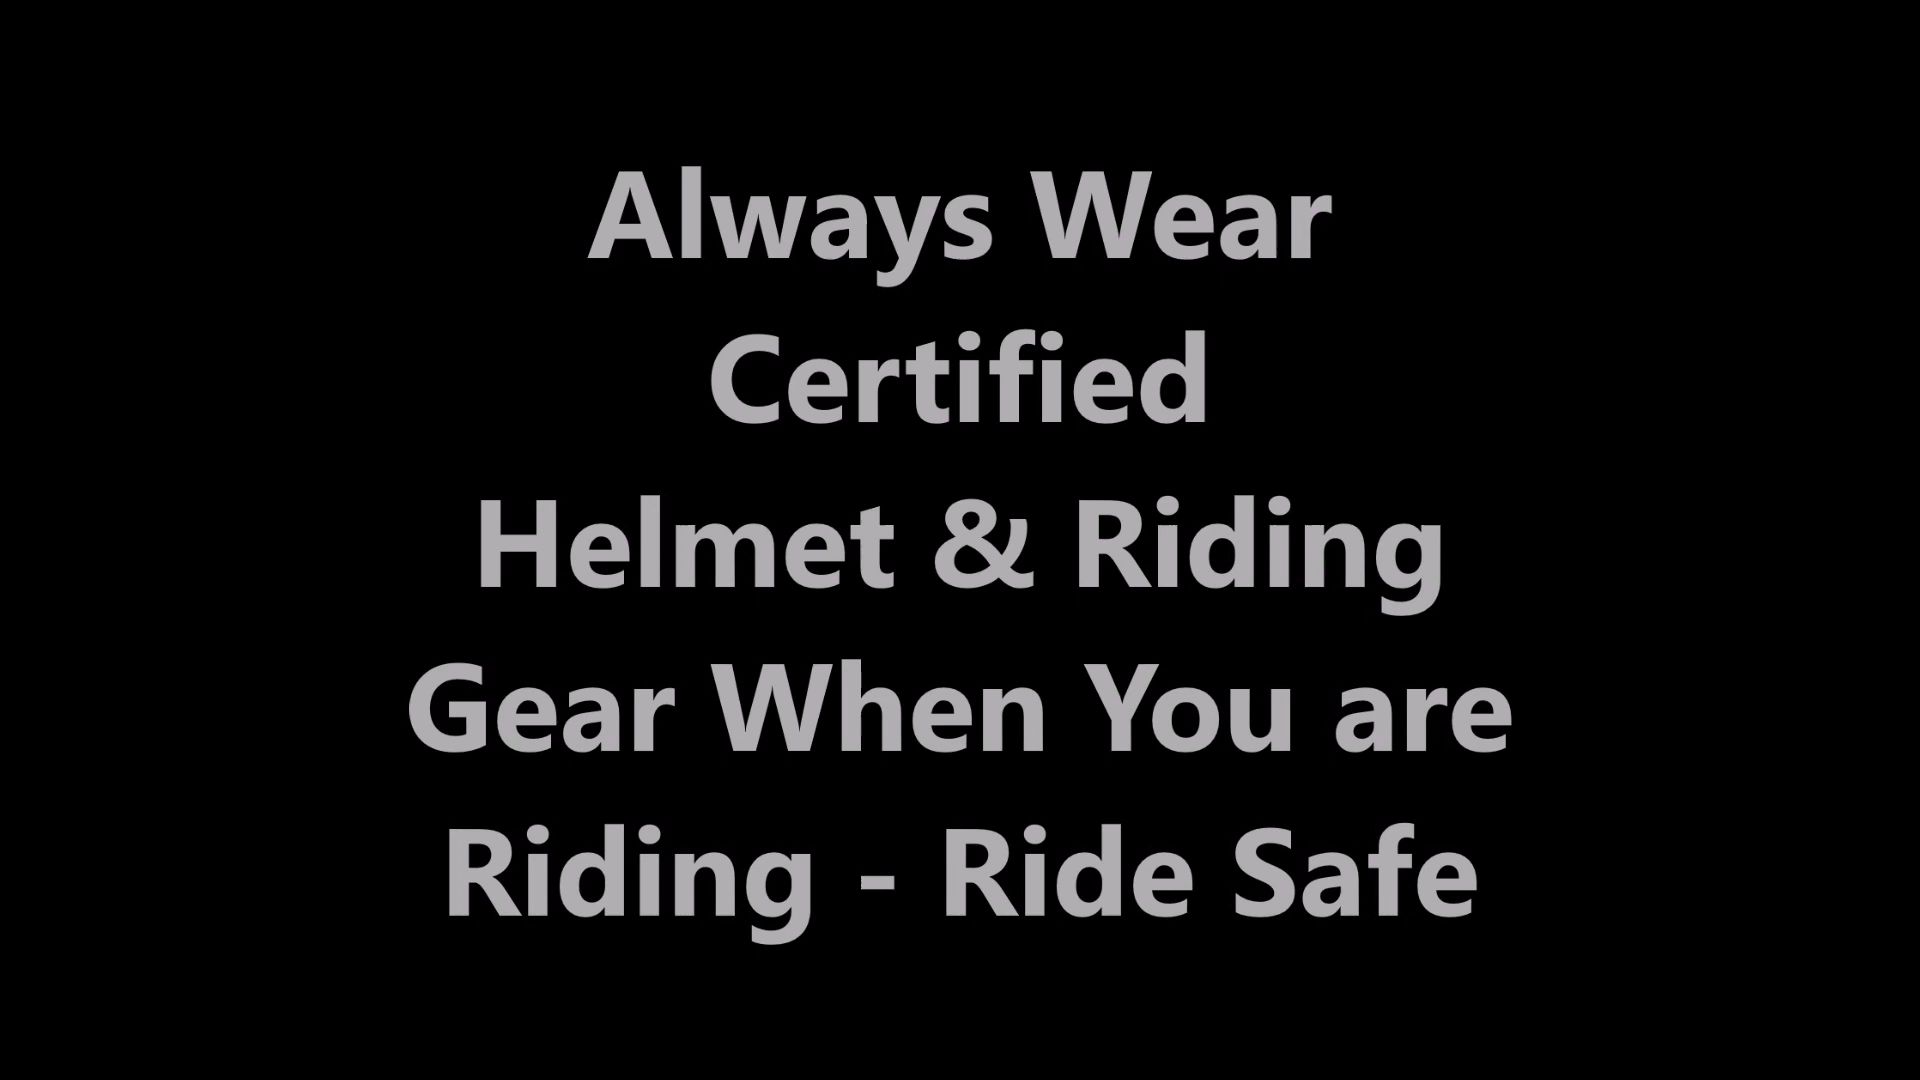 Always Wear
Certified
Helmet & Riding
Gear When You are
Riding - Ride Safe